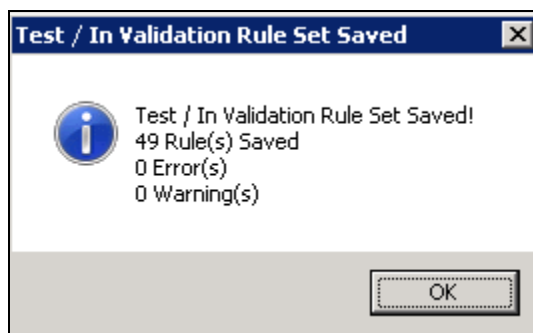 Test / In Validation Rule Set Saved
Test / In Validation Rule Set Saved!
49 Rule(s) Saved
0 Error(s)
0 Warning(s)
OK